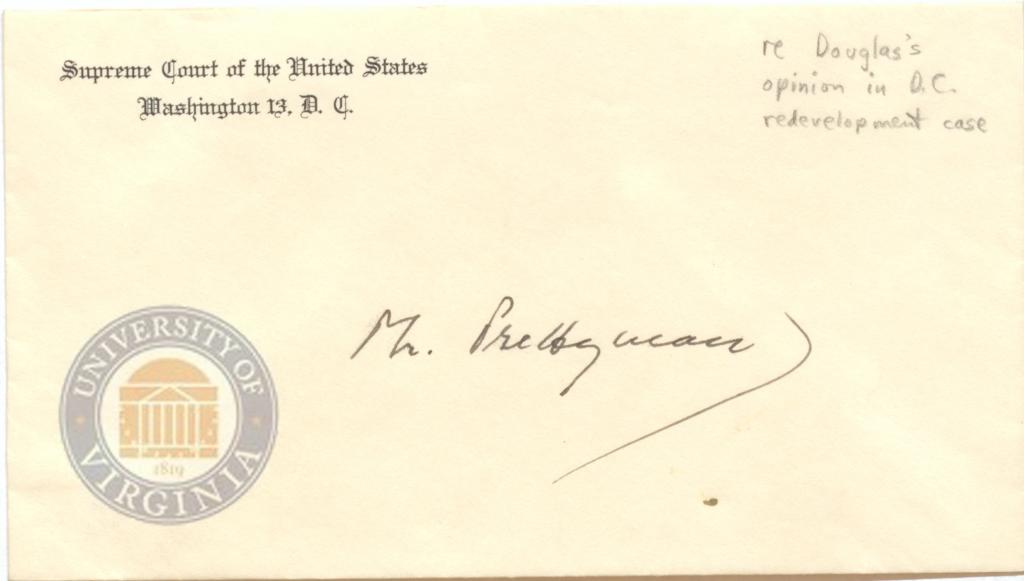 Supreme Court of the United States
Washington 13, D. C.
re Douglas's
opinion in D.C.
redevelopment case
Mr. Prettyman
UNIVERSITY OF
VIRGINIA
1819